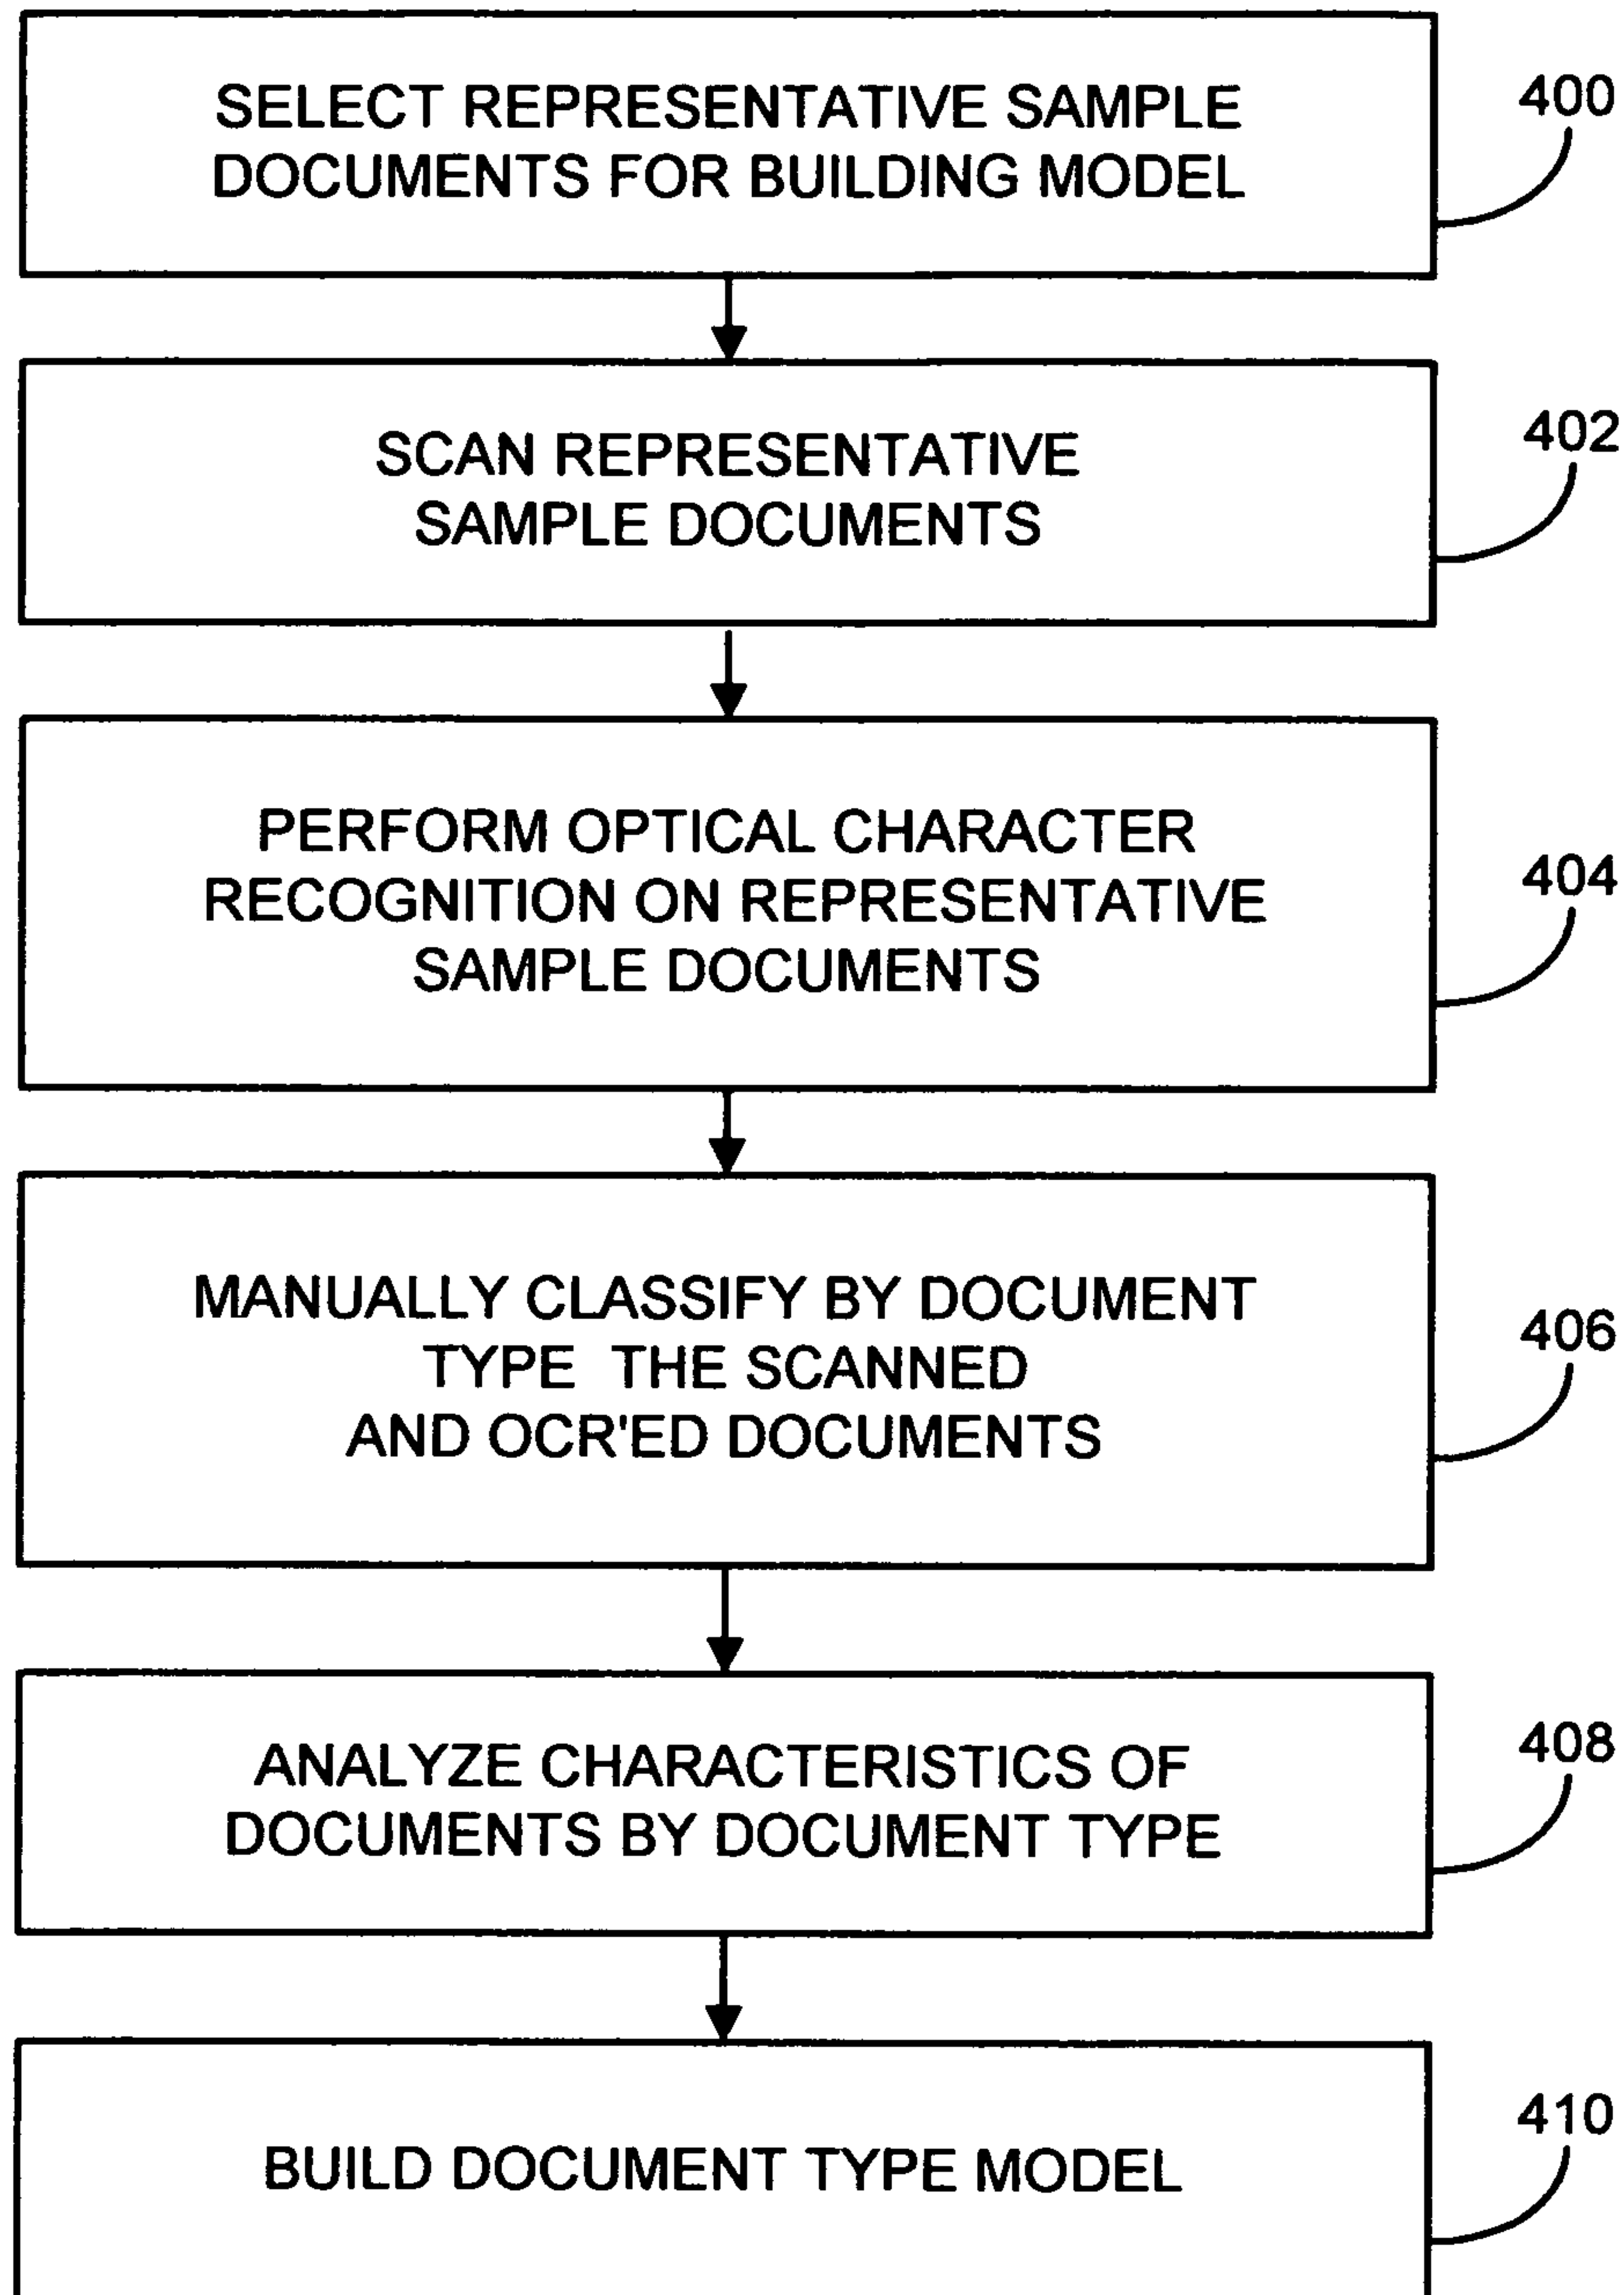 SELECT REPRESENTATIVE SAMPLE
DOCUMENTS FOR BUILDING MODEL
400
SCAN REPRESENTATIVE
SAMPLE DOCUMENTS
402
PERFORM OPTICAL CHARACTER
RECOGNITION ON REPRESENTATIVE
SAMPLE DOCUMENTS
404
MANUALLY CLASSIFY BY DOCUMENT
TYPE THE SCANNED
AND OCR'ED DOCUMENTS
406
ANALYZE CHARACTERISTICS OF
DOCUMENTS BY DOCUMENT TYPE
408
BUILD DOCUMENT TYPE MODEL
410